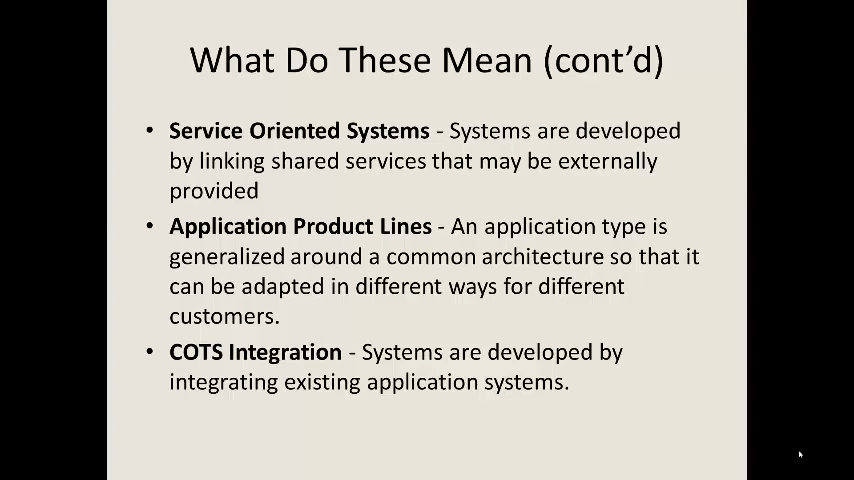 What Do These Mean (cont’d)
• Service Oriented Systems - Systems are developed
by linking shared services that may be externally
provided
• Application Product Lines - An application type is
generalized around a common architecture so that it
can be adapted in different ways for different
customers.
• COTS Integration - Systems are developed by
integrating existing application systems.